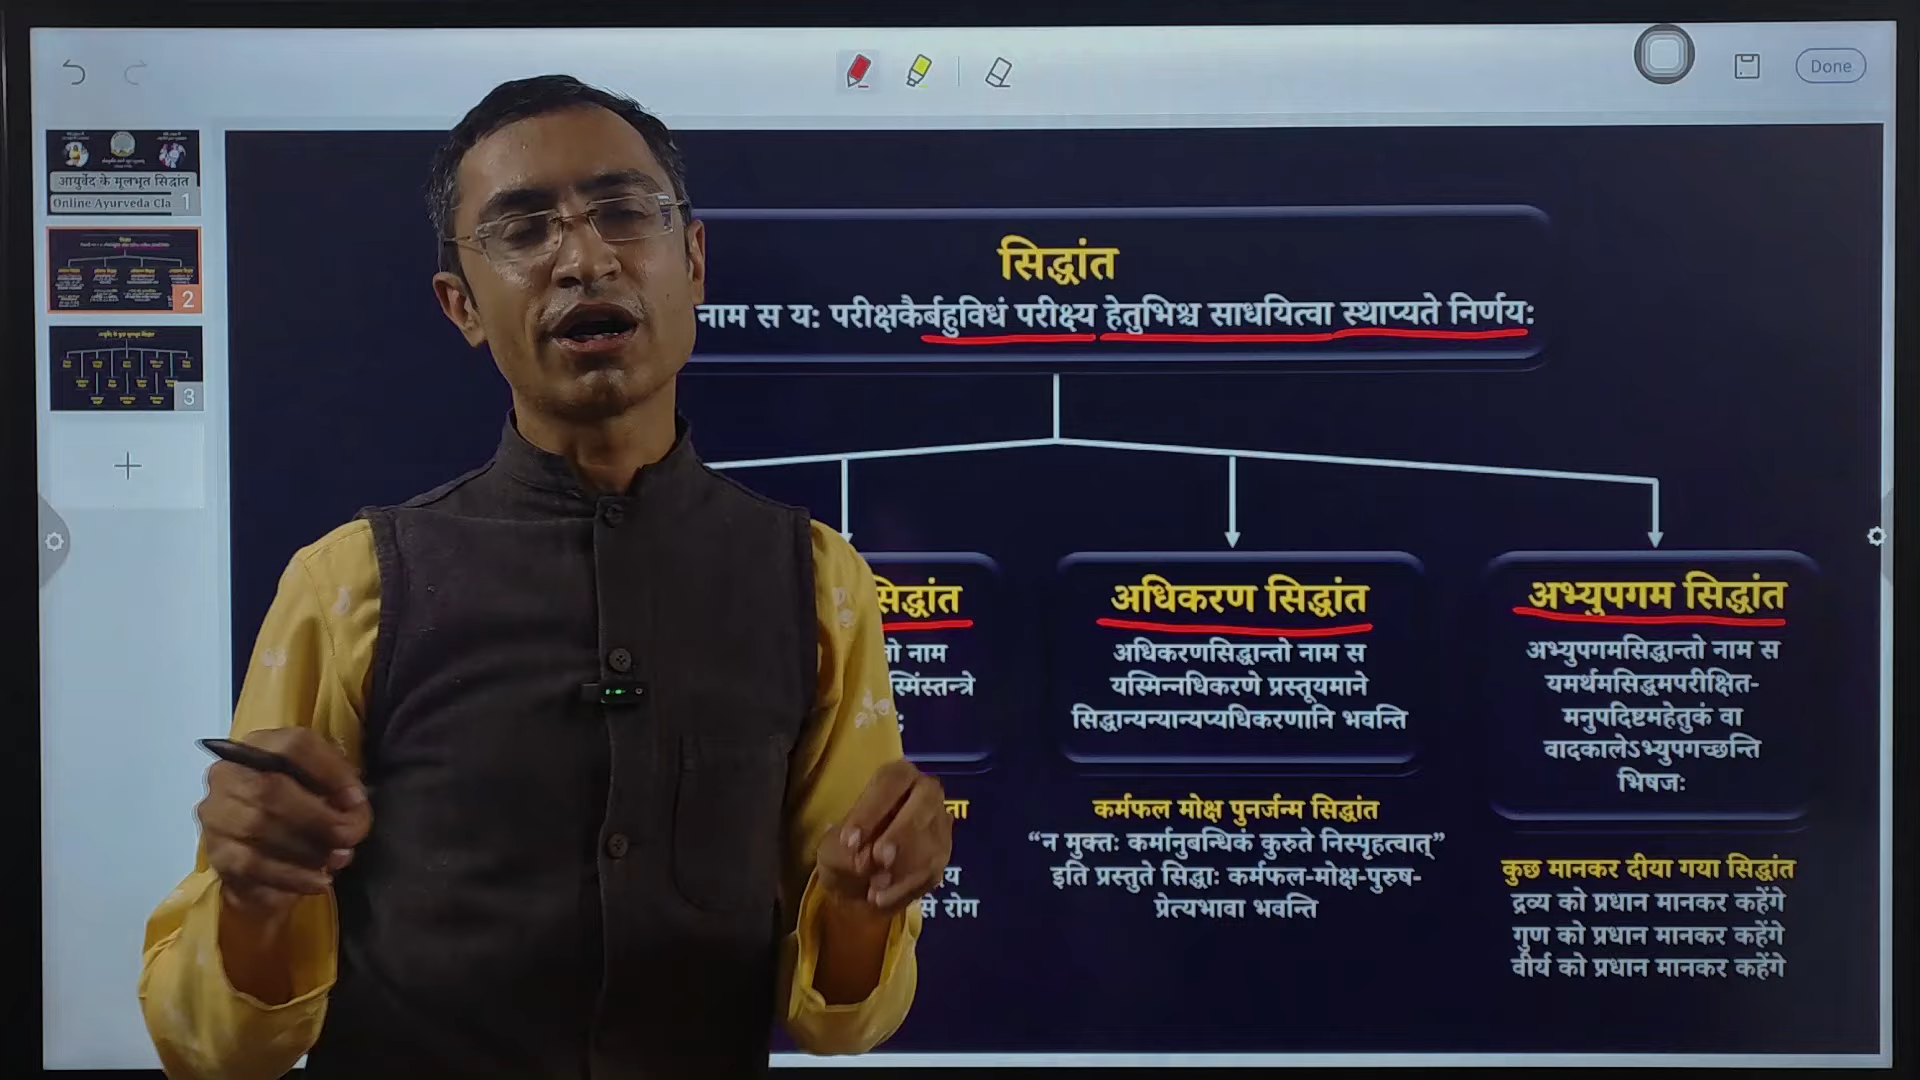 Done
आयुर्वेद के मूलभूत सिद्धांत
Online Ayurveda Cla
1
2
3
सिद्धांत
नाम स य: परीक्षकैर्बहुविधं परीक्ष्य हेतुभिश्च साधयित्वा स्थाप्यते निर्णय:
सिद्धांत
नाम
स्मिंस्तन्त्रे
से रोग
अधिकरण सिद्धांत
अधिकरणसिद्धान्तो नाम स
यस्मिन्नधिकरणे प्रस्तूयमाने
सिद्धान्यन्यान्यप्यधिकरणानि भवन्ति
कर्मफल मोक्ष पुनर्जन्म सिद्धांत
“न मुक्तः कर्मानुबन्धिकं कुरुते निस्पृहत्वात्”
इति प्रस्तुते सिद्धाः कर्मफल-मोक्ष-पुरुष-
प्रेत्यभावा भवन्ति
अभ्युपगम सिद्धांत
अभ्युपगमसिद्धान्तो नाम स
यमर्थमसिद्धमपरीक्षित-
मनुपदिष्टमहेतुकं वा
वादकालेऽभ्युपगच्छन्ति
भिषजः
कुछ मानकर दीया गया सिद्धांत
द्रव्य को प्रधान मानकर कहेंगे
गुण को प्रधान मानकर कहेंगे
वीर्य को प्रधान मानकर कहेंगे